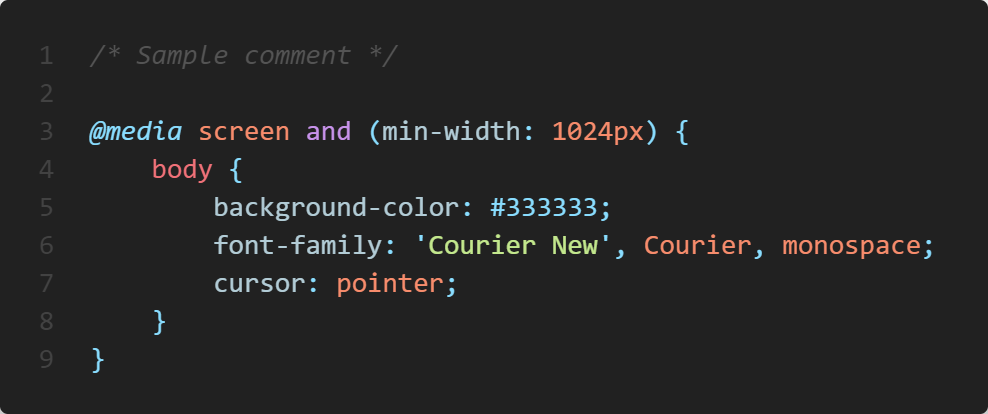 1 /* Sample comment */
2
3 @media screen and (min-width: 1024px) {
4     body {
5         background-color: #333333;
6         font-family: 'Courier New', Courier, monospace;
7         cursor: pointer;
8     }
9 }